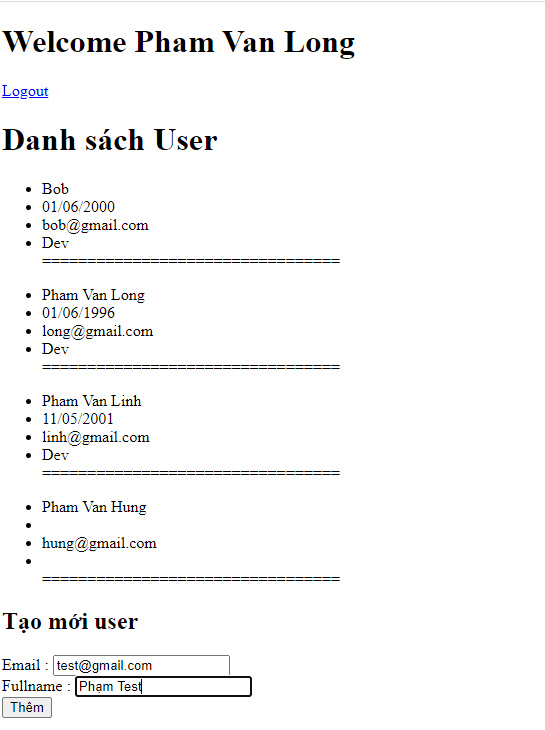 Welcome Pham Van Long
Logout
Danh sách User
Bob
01/06/2000
bob@gmail.com
Dev
=================================
Pham Van Long
01/06/1996
long@gmail.com
Dev
=================================
Pham Van Linh
11/05/2001
linh@gmail.com
Dev
=================================
Pham Van Hung
hung@gmail.com
=================================
Tạo mới user
Email : test@gmail.com
Fullname : Phạm Test
Thêm